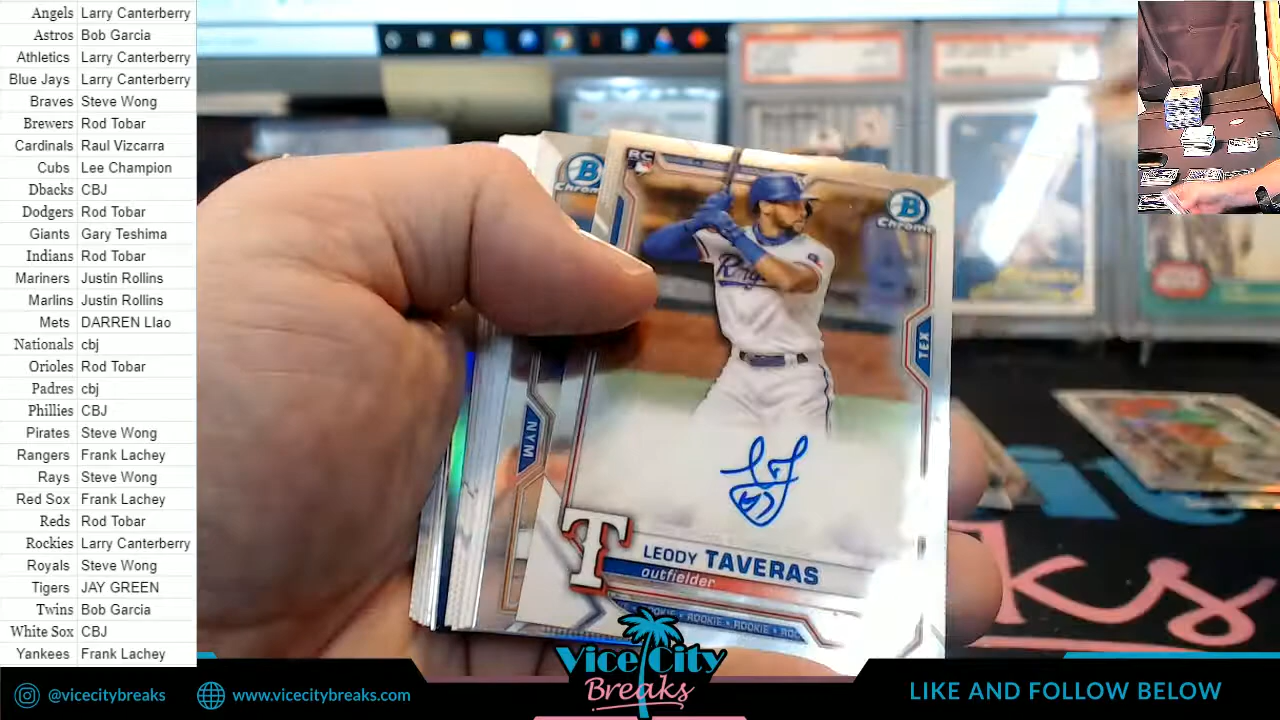 Angels Larry Canterberry
Astros Bob Garcia
Athletics Larry Canterberry
Blue Jays Larry Canterberry
Braves Steve Wong
Brewers Rod Tobar
Cardinals Raul Vizcarra
Cubs Lee Champion
Dbacks CBJ
Dodgers Rod Tobar
Giants Gary Teshima
Indians Rod Tobar
Mariners Justin Rollins
Marlins Justin Rollins
Mets DARREN LIao
Nationals cbj
Orioles Rod Tobar
Padres cbj
Phillies CBJ
Pirates Steve Wong
Rangers Frank Lachey
Rays Steve Wong
Red Sox Frank Lachey
Reds Rod Tobar
Rockies Larry Canterberry
Royals Steve Wong
Tigers JAY GREEN
Twins Bob Garcia
White Sox CBJ
Yankees Frank Lachey
RC
B
Chrome
B
Chrome
TEX
NYM
T
LEODY TAVERAS
outfielder
ROOKIE • ROOKIE • ROOKIE
Vice City
Breaks
@vicecitybreaks
www.vicecitybreaks.com
LIKE AND FOLLOW BELOW